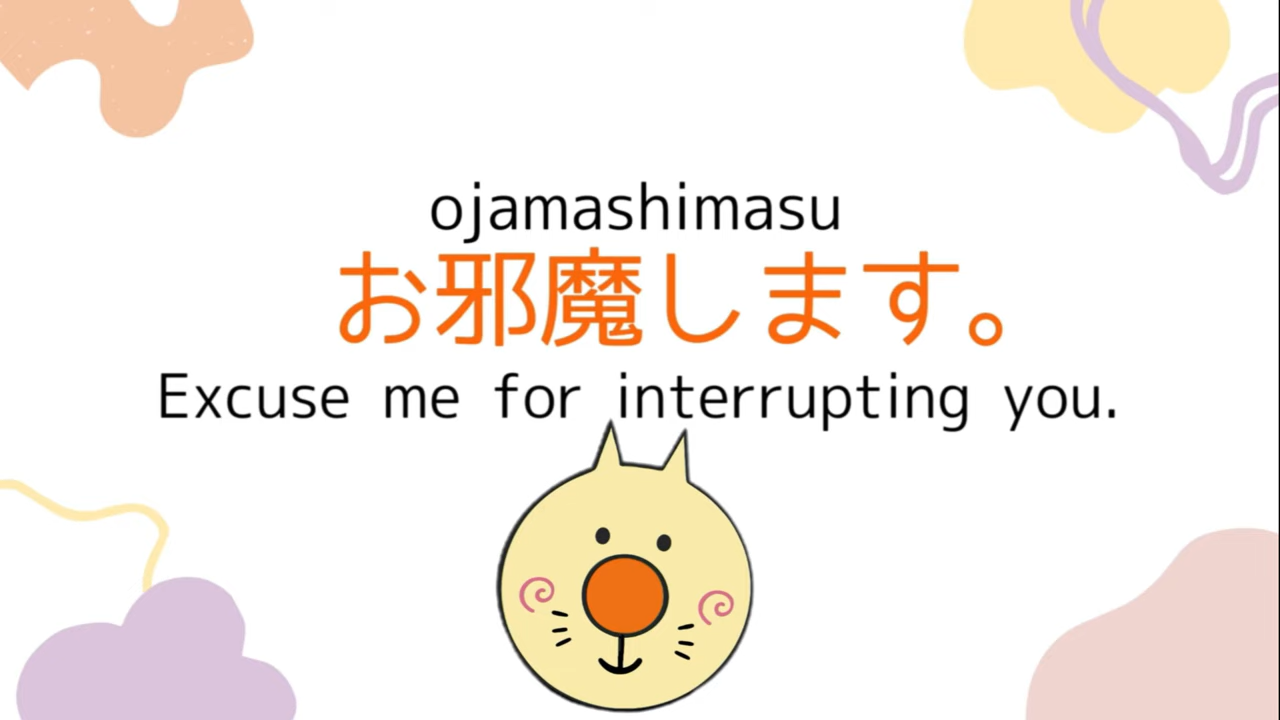 ojamashimasu
お邪魔します。
Excuse me for interrupting you.